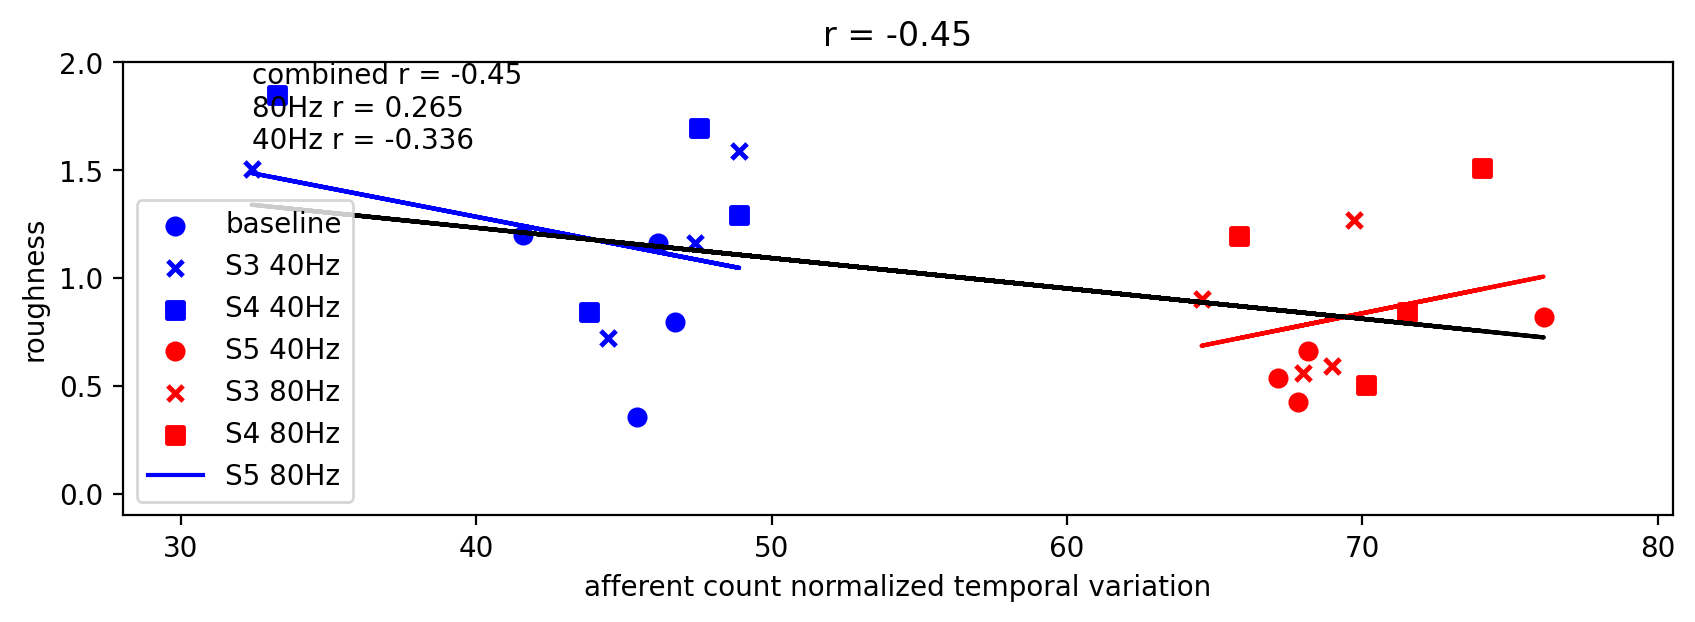 r = -0.45
combined r = -0.45
80Hz r = 0.265
40Hz r = -0.336
2.0
1.5
1.0
0.5
0.0
roughness
baseline
S3 40Hz
S4 40Hz
S5 40Hz
S3 80Hz
S4 80Hz
S5 80Hz
30 40 50 60 70 80
afferent count normalized temporal variation